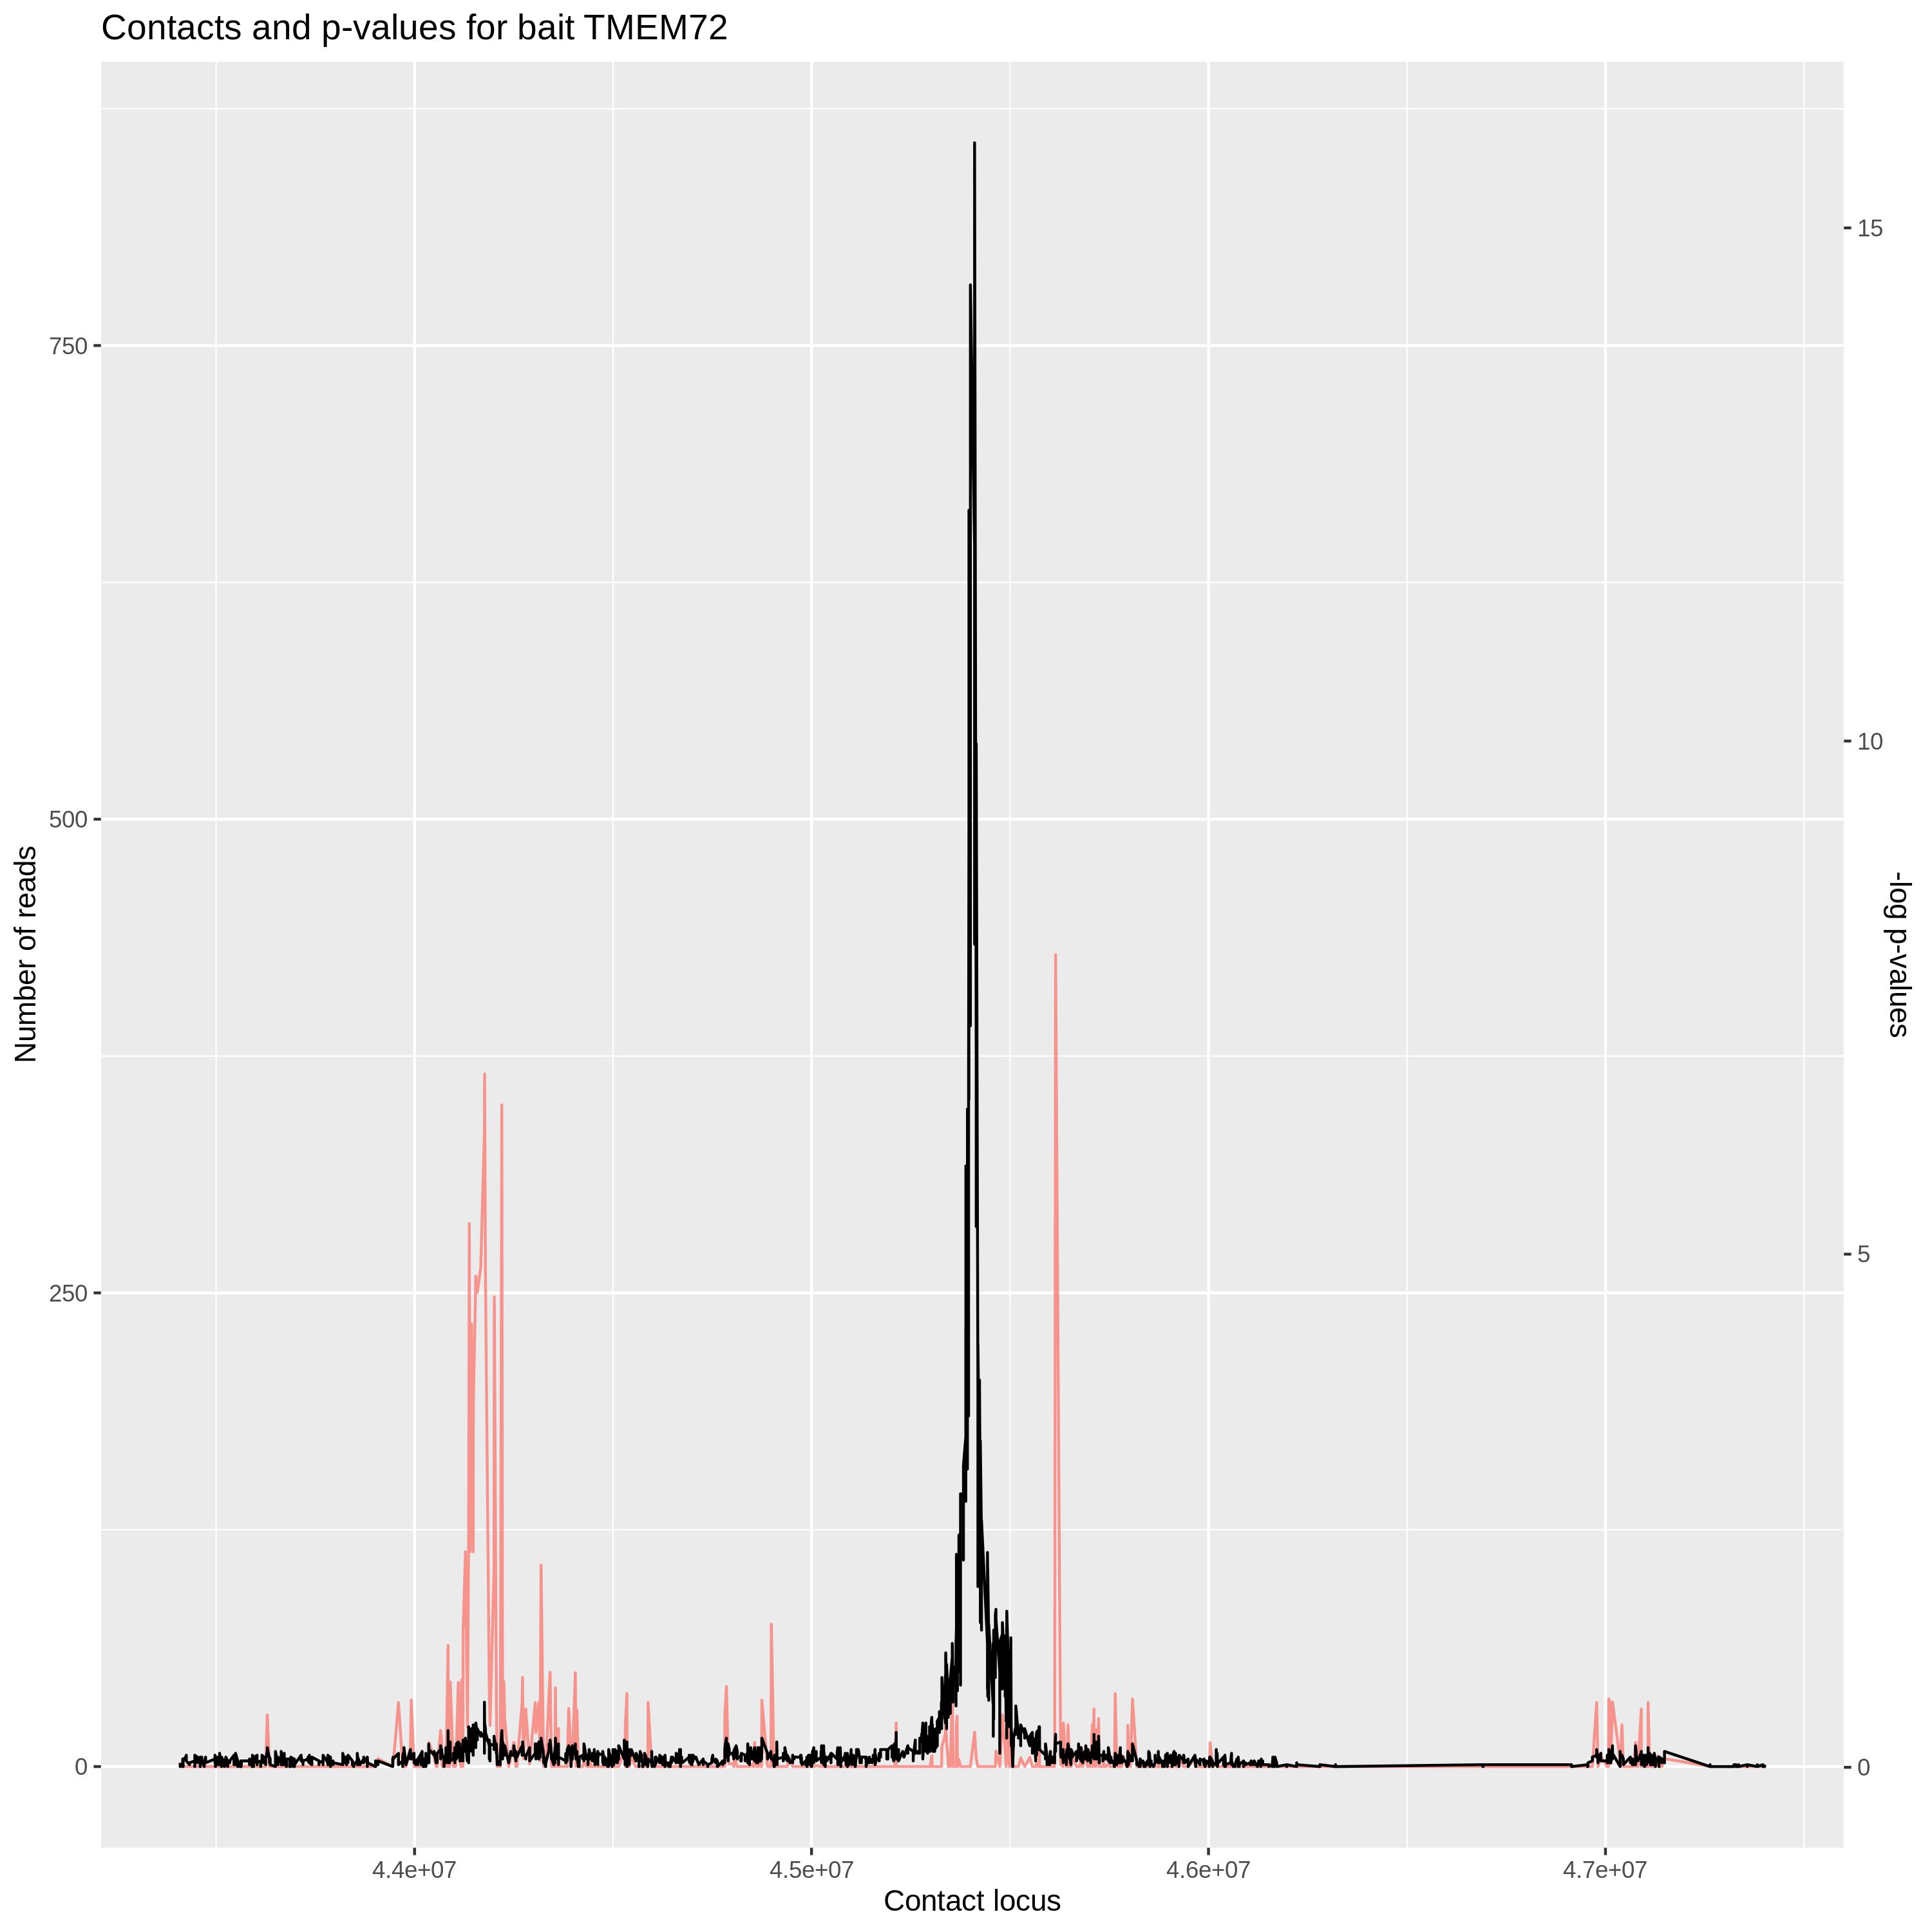 Contacts and p-values for bait TMEM72
Number of reads
750
500
250
0
15
10
5
0
-log p-values
4.4e+07 4.5e+07 4.6e+07 4.7e+07
Contact locus